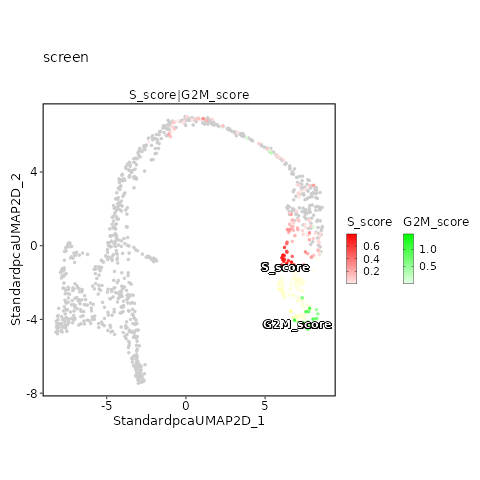 screen
S_score|G2M_score
StandardpcaUMAP2D_2
4
0
-4
-8
-5
0
5
StandardpcaUMAP2D_1
S_score
G2M_score
S_score
0.6
0.4
0.2
G2M_score
1.0
0.5